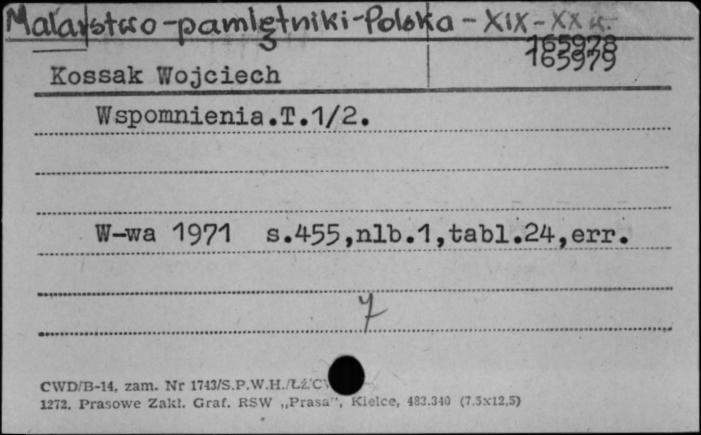 Malarstwo-pamiętniki-Polska-XIX-XX w.
165978
165979
Kossak Wojciech
Wspomnienia.T.1/2.
W-wa 1971 s.455,nlb.1,tabl.24,err.
7
CWD/B-14, zam. Nr 1743/S.P.W.H./ŁŻ/CW
1272. Prasowe Zakł. Graf. RSW „Prasa", Kielce, 483.340 (7.5x12,5)